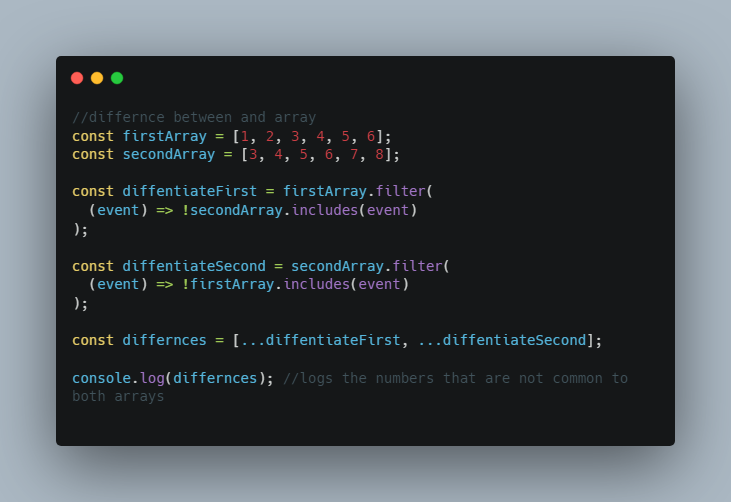 //differnce between and array
const firstArray = [1, 2, 3, 4, 5, 6];
const secondArray = [3, 4, 5, 6, 7, 8];
const diffentiateFirst = firstArray.filter(
(event) => !secondArray.includes(event)
);
const diffentiateSecond = secondArray.filter(
(event) => !firstArray.includes(event)
);
const differnces = [...diffentiateFirst, ...diffentiateSecond];
console.log(differnces); //logs the numbers that are not common to
both arrays